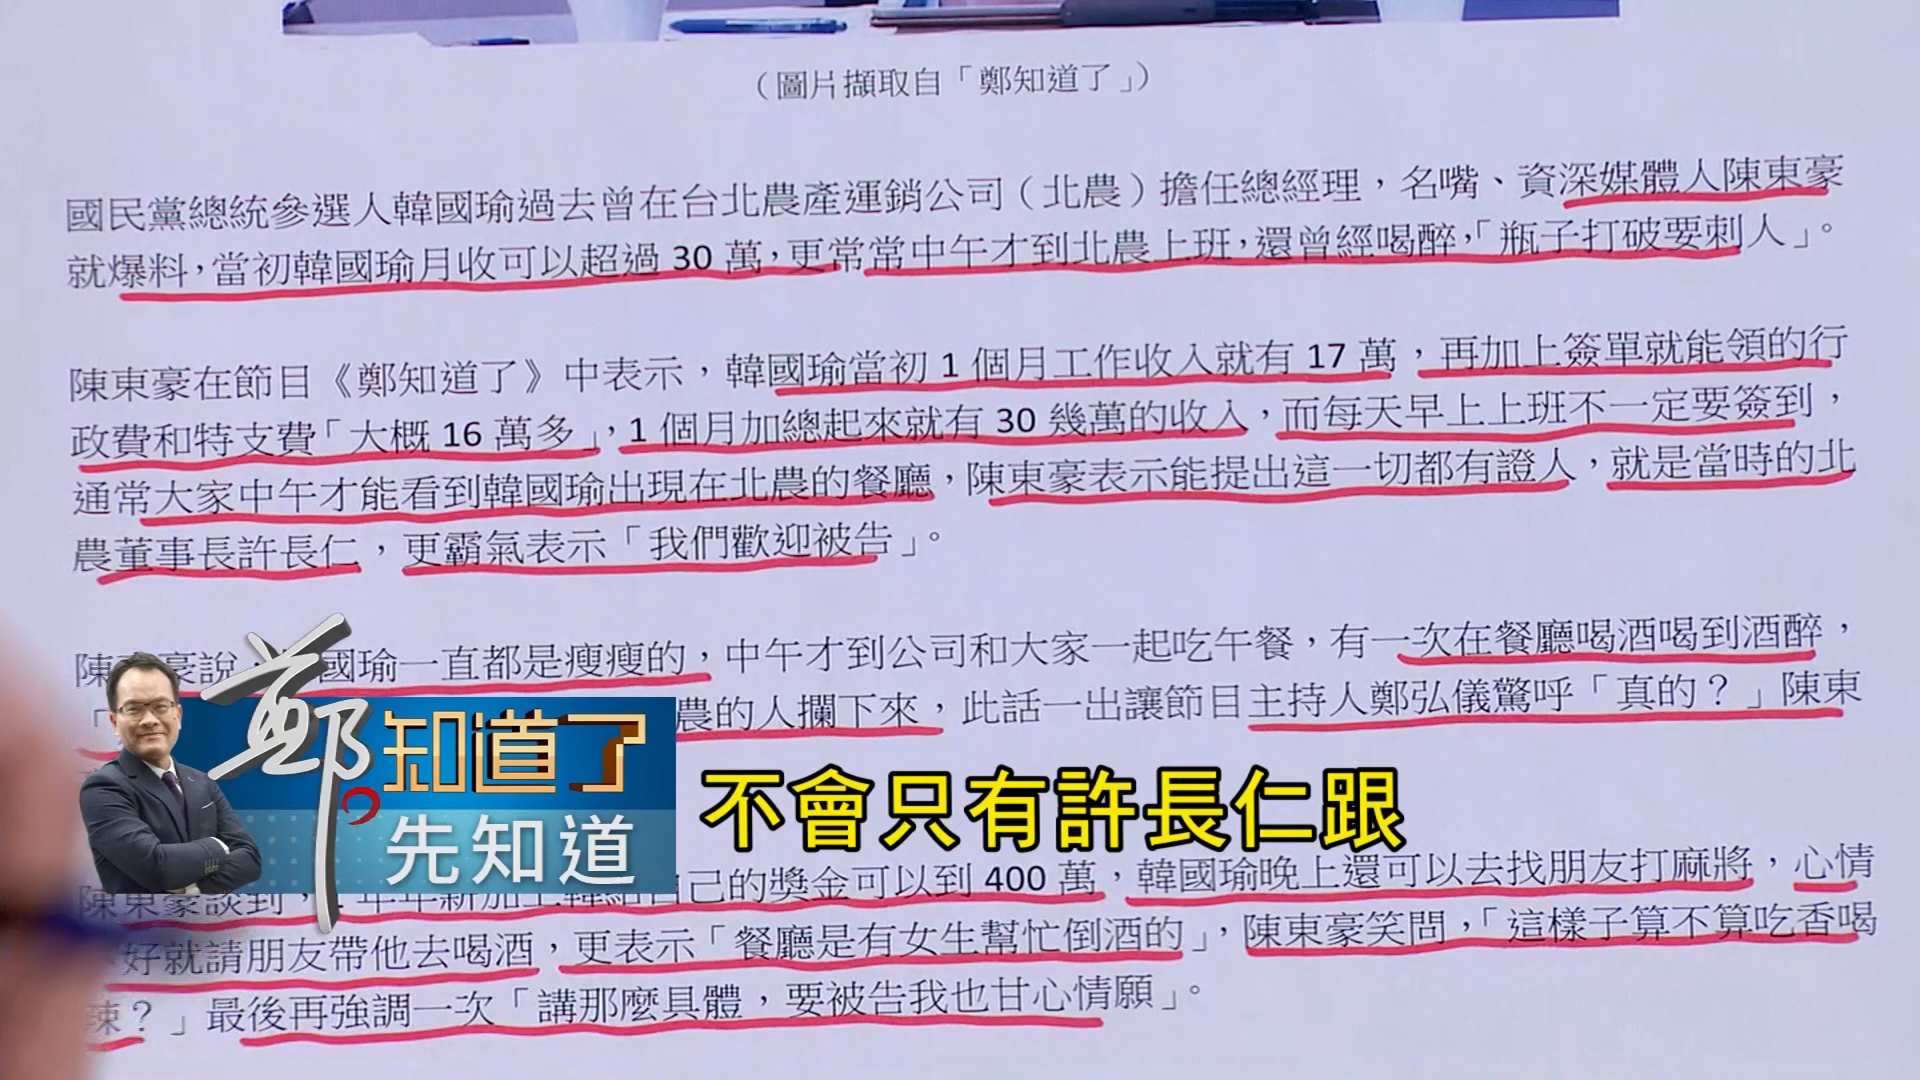 （圖片擷取自「鄭知道了」）
國民黨總統參選人韓國瑜過去曾在台北農產運銷公司（北農）擔任總經理，名嘴、資深媒體人陳東豪
就爆料，當初韓國瑜月收可以超過 30 萬，更常常中午才到北農上班，還曾經喝醉，「瓶子打破要刺人」。
陳東豪在節目《鄭知道了》中表示，韓國瑜當初 1 個月工作收入就有 17 萬，再加上簽單就能領的行
政費和特支費「大概 16 萬多」，1 個月加總起來就有 30 幾萬的收入，而每天早上上班不一定要簽到，
通常大家中午才能看到韓國瑜出現在北農的餐廳，陳東豪表示能提出這一切都有證人，就是當時的北
農董事長許長仁，更霸氣表示「我們歡迎被告」。
陳 豪說， 國瑜一直都是瘦瘦的，中午才到公司和大家一起吃午餐，有一次在餐廳喝酒喝到酒醉，
「 農的人攔下來，此話一出讓節目主持人鄭弘儀驚呼「真的？」陳東
鄭知道了
先知道
不會只有許長仁跟
陳東豪談到， 自己的獎金可以到 400 萬，韓國瑜晚上還可以去找朋友打麻將，心情
好就請朋友帶他去喝酒，更表示「餐廳是有女生幫忙倒酒的」，陳東豪笑問，「這樣子算不算吃香喝
辣？」最後再強調一次「講那麼具體，要被告我也甘心情願」。